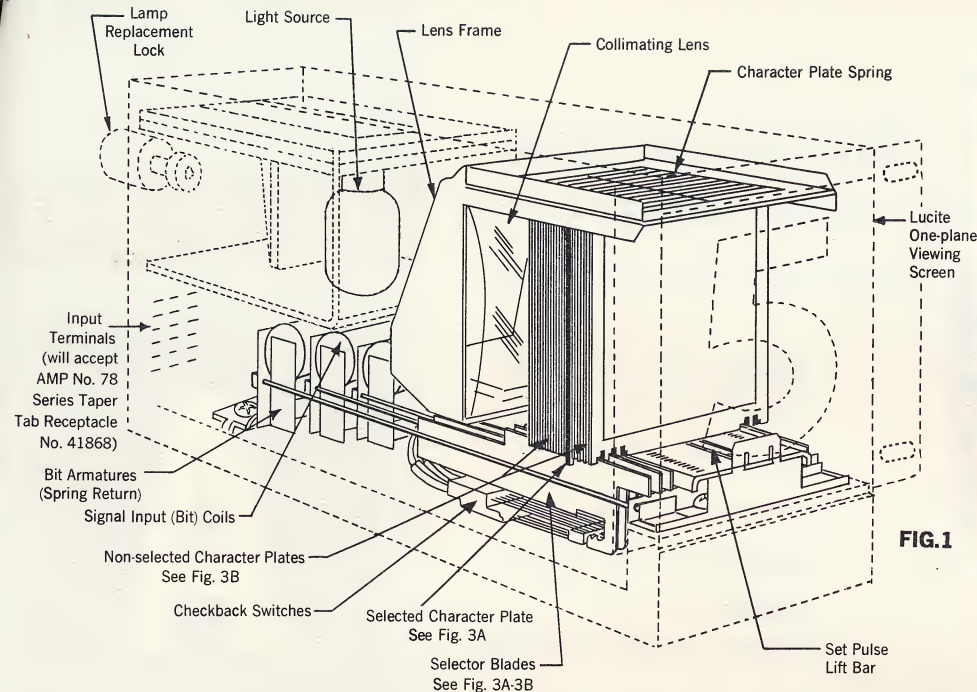 Lamp
Replacement
Lock
Light Source
Lens Frame
Collimating Lens
Character Plate Spring
Lucite
One-plane
Viewing
Screen
Input
Terminals
(will accept
AMP No. 78
Series Taper
Tab Receptacle
No. 41868)
Bit Armatures
(Spring Return)
Signal Input (Bit) Coils
Non-selected Character Plates
See Fig. 3B
Checkback Switches
Selected Character Plate
See Fig. 3A
Selector Blades
See Fig. 3A-3B
Set Pulse
Lift Bar
FIG.1
5